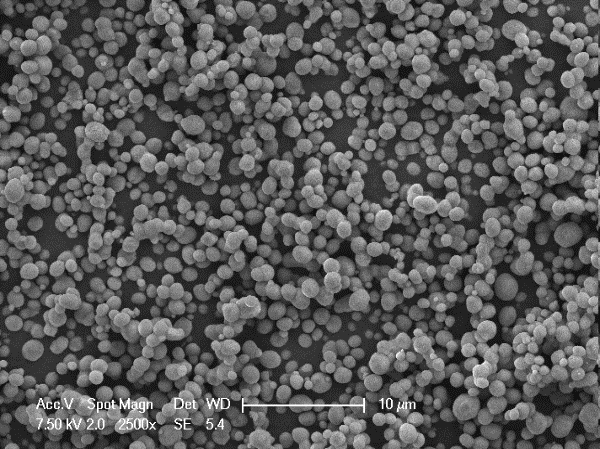 Acc.V Spot Magn Det WD 10 µm
7.50 kV 2.0 2500x SE 5.4